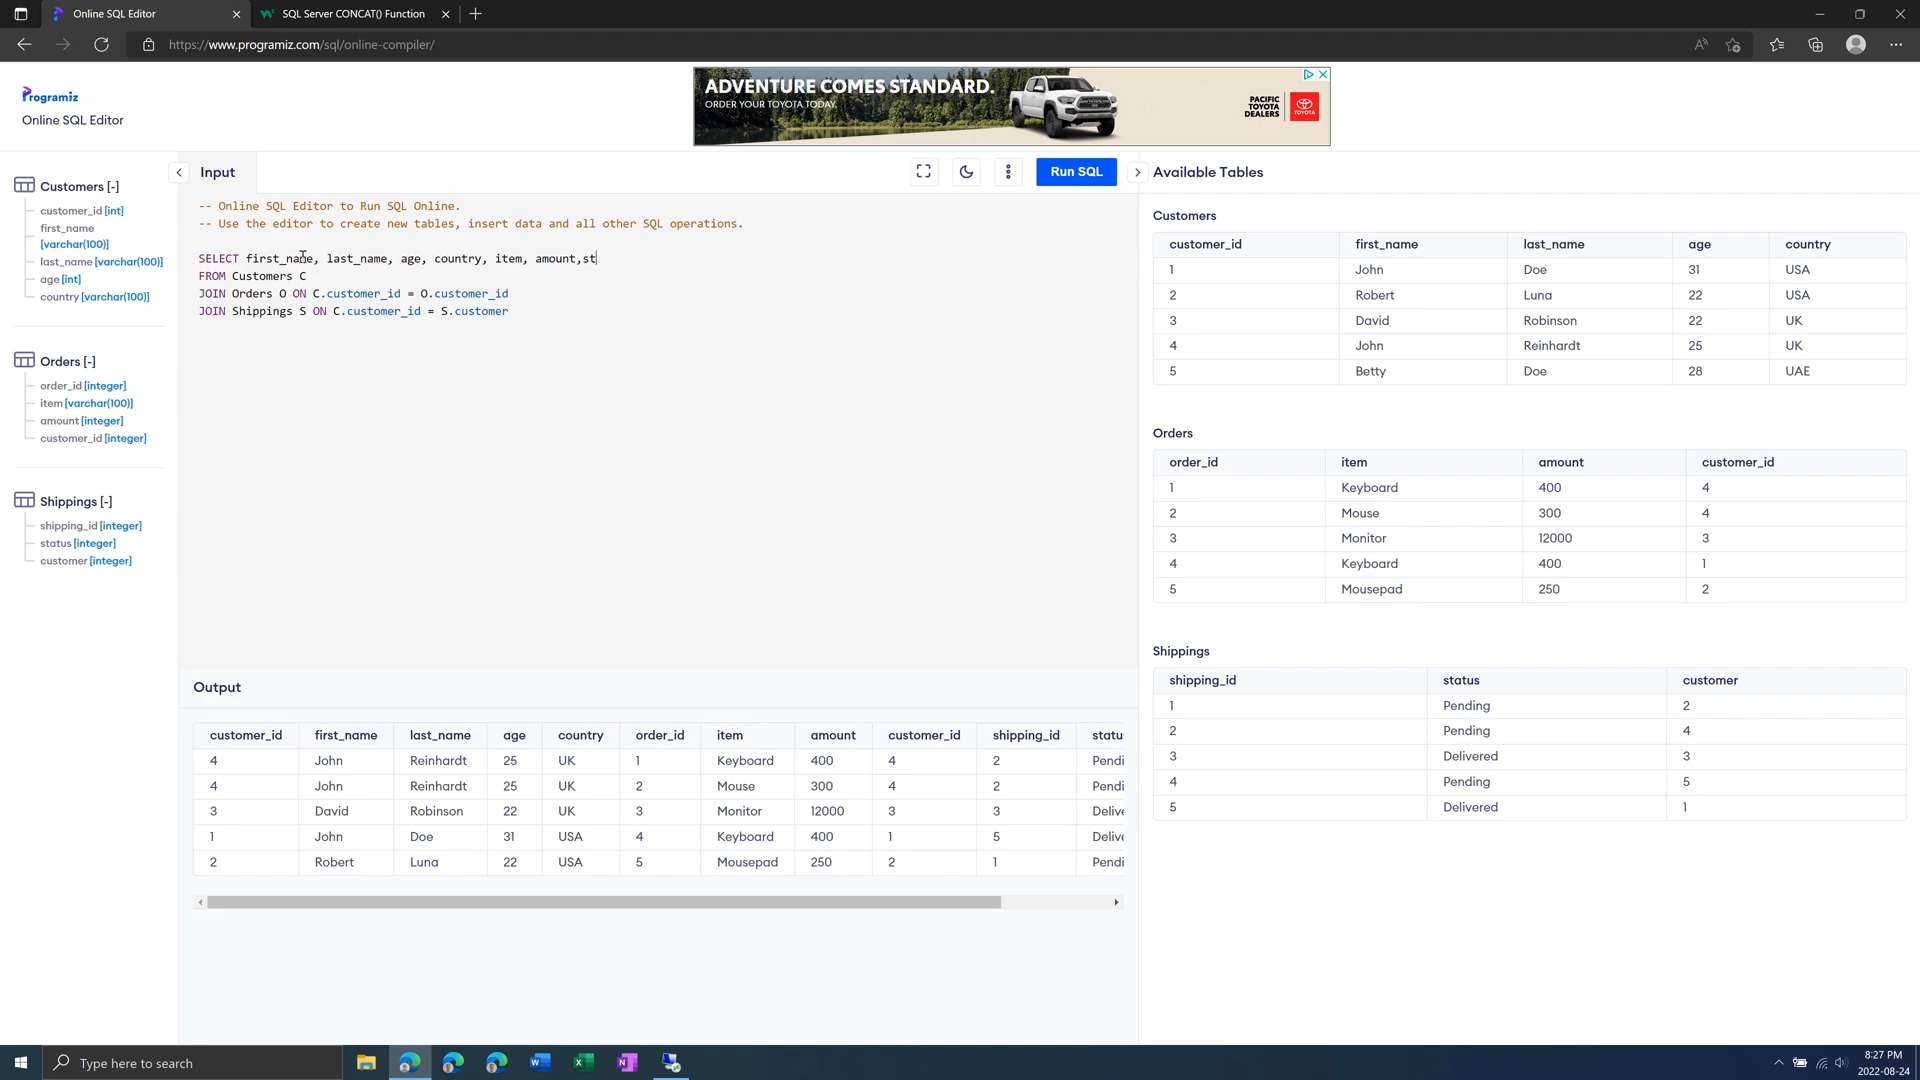 Online SQL Editor
SQL Server CONCAT() Function
https://www.programiz.com/sql/online-compiler/
ADVENTURE COMES STANDARD.
ORDER YOUR TOYOTA TODAY.
PACIFIC
TOYOTA
DEALERS
TOYOTA
Programiz
Online SQL Editor
Customers [-]
customer_id [int]
first_name
[varchar(100)]
last_name [varchar(100)]
age [int]
country [varchar(100)]
Orders [-]
order_id [integer]
item [varchar(100)]
amount [integer]
customer_id [integer]
Shippings [-]
shipping_id [integer]
status [integer]
customer [integer]
Input
Run SQL
-- Online SQL Editor to Run SQL Online.
-- Use the editor to create new tables, insert data and all other SQL operations.
SELECT first_name, last_name, age, country, item, amount,st
FROM Customers C
JOIN Orders O ON C.customer_id = O.customer_id
JOIN Shippings S ON C.customer_id = S.customer
Output
customer_id first_name last_name age country order_id item amount customer_id shipping_id statu
4 John Reinhardt 25 UK 1 Keyboard 400 4 2 Pendi
4 John Reinhardt 25 UK 2 Mouse 300 4 2 Pendi
3 David Robinson 22 UK 3 Monitor 12000 3 3 Delive
1 John Doe 31 USA 4 Keyboard 400 1 5 Delive
2 Robert Luna 22 USA 5 Mousepad 250 2 1 Pendi
Available Tables
Customers
customer_id first_name last_name age country
1 John Doe 31 USA
2 Robert Luna 22 USA
3 David Robinson 22 UK
4 John Reinhardt 25 UK
5 Betty Doe 28 UAE
Orders
order_id item amount customer_id
1 Keyboard 400 4
2 Mouse 300 4
3 Monitor 12000 3
4 Keyboard 400 1
5 Mousepad 250 2
Shippings
shipping_id status customer
1 Pending 2
2 Pending 4
3 Delivered 3
4 Pending 5
5 Delivered 1
Type here to search
8:27 PM
2022-08-24